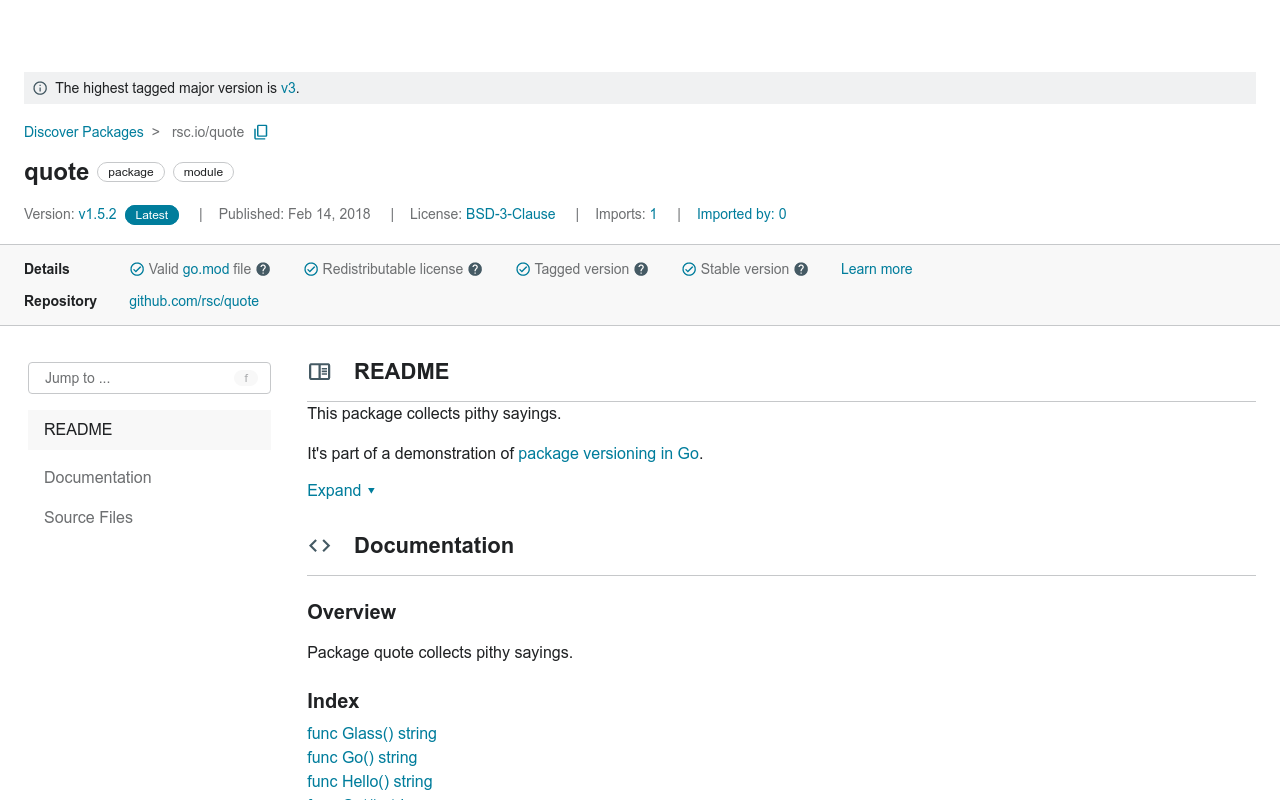 The highest tagged major version is v3.
Discover Packages > rsc.io/quote
quote package module
Version: v1.5.2 Latest | Published: Feb 14, 2018 | License: BSD-3-Clause | Imports: 1 | Imported by: 0
Details Valid go.mod file ? Redistributable license ? Tagged version ? Stable version ? Learn more
Repository github.com/rsc/quote
Jump to ... f
README
Documentation
Source Files
README
This package collects pithy sayings.
It's part of a demonstration of package versioning in Go.
Expand
Documentation
Overview
Package quote collects pithy sayings.
Index
func Glass() string
func Go() string
func Hello() string